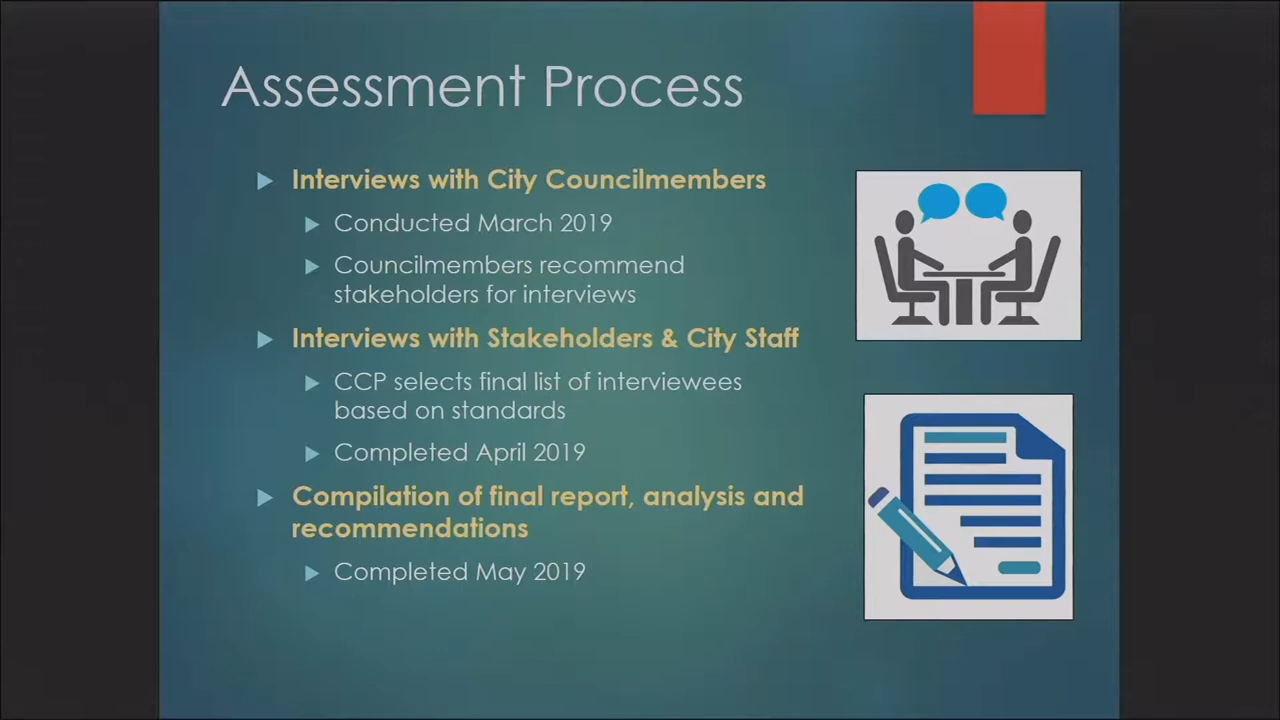 Assessment Process
Interviews with City Councilmembers
Conducted March 2019
Councilmembers recommend
stakeholders for interviews
Interviews with Stakeholders & City Staff
CCP selects final list of interviewees
based on standards
Completed April 2019
Compilation of final report, analysis and
recommendations
Completed May 2019